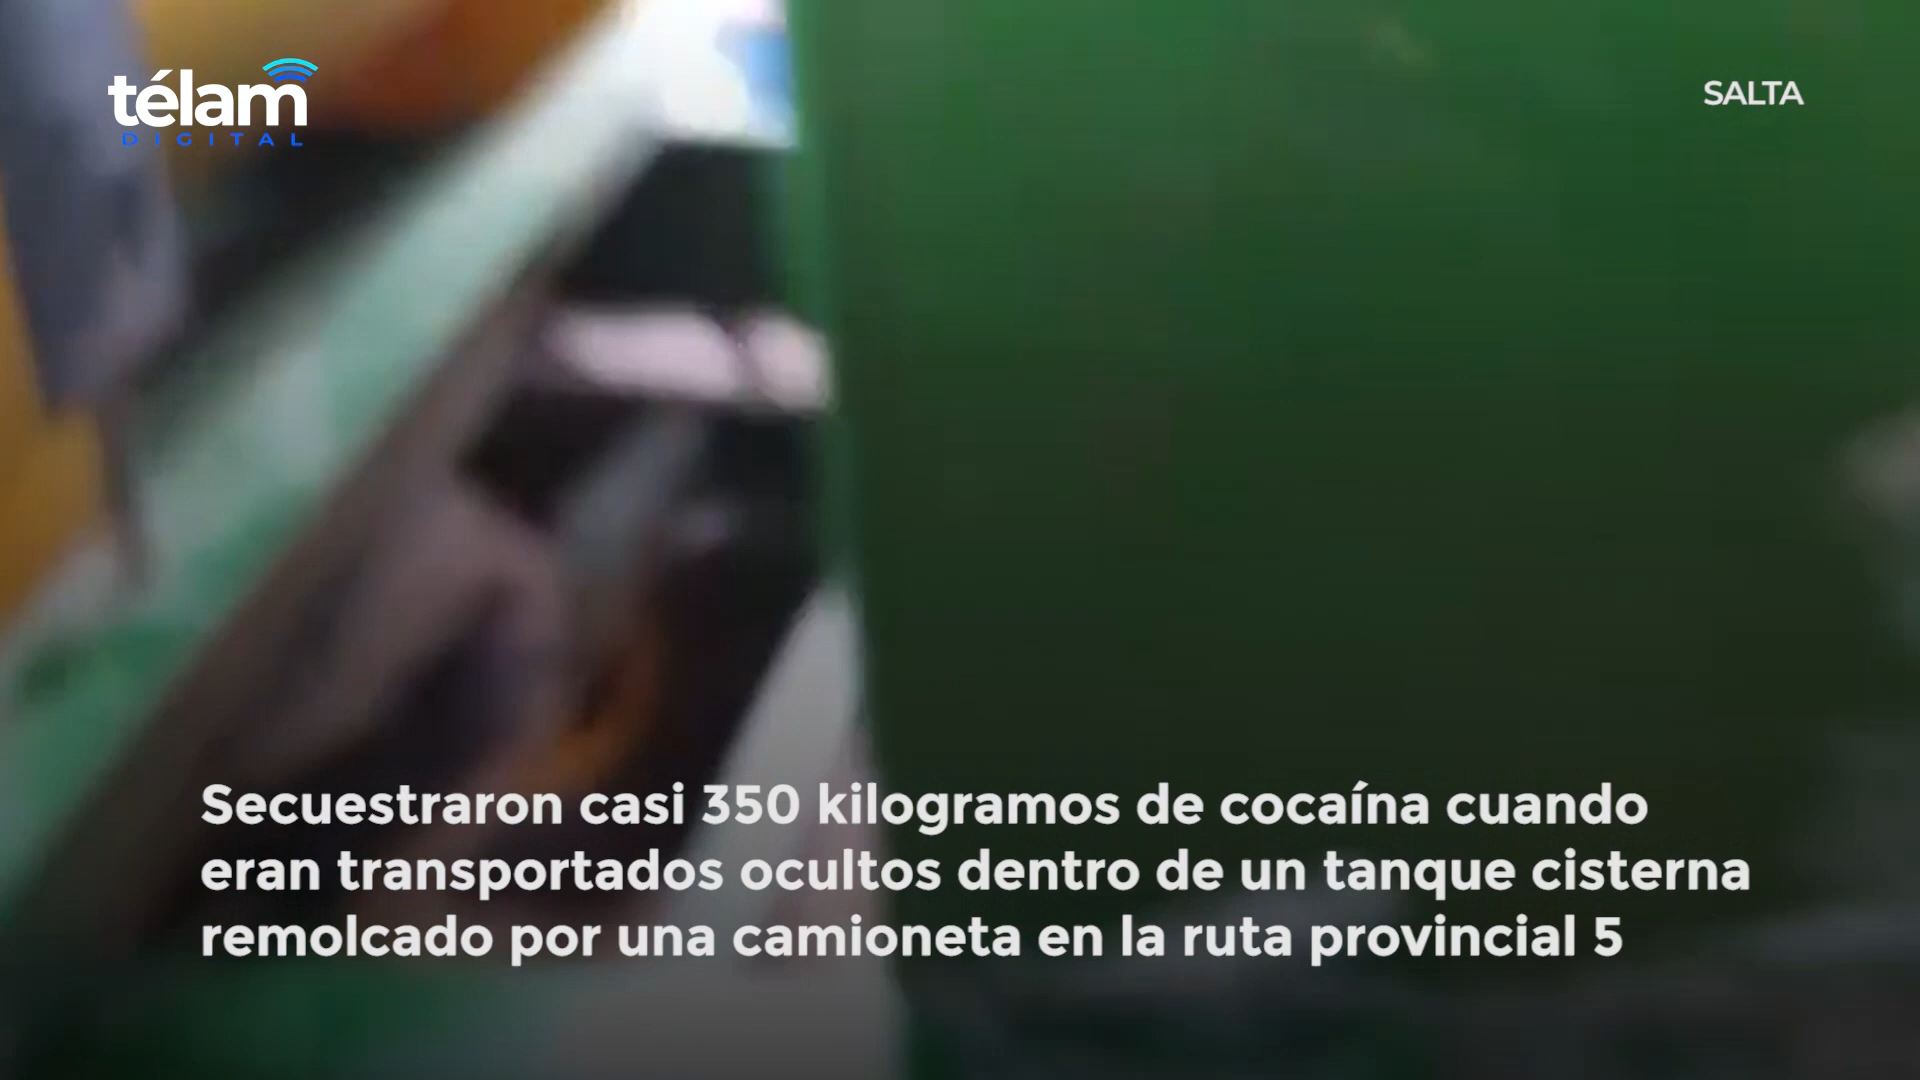 télam
DIGITAL
SALTA
Secuestraron casi 350 kilogramos de cocaína cuando
eran transportados ocultos dentro de un tanque cisterna
remolcado por una camioneta en la ruta provincial 5